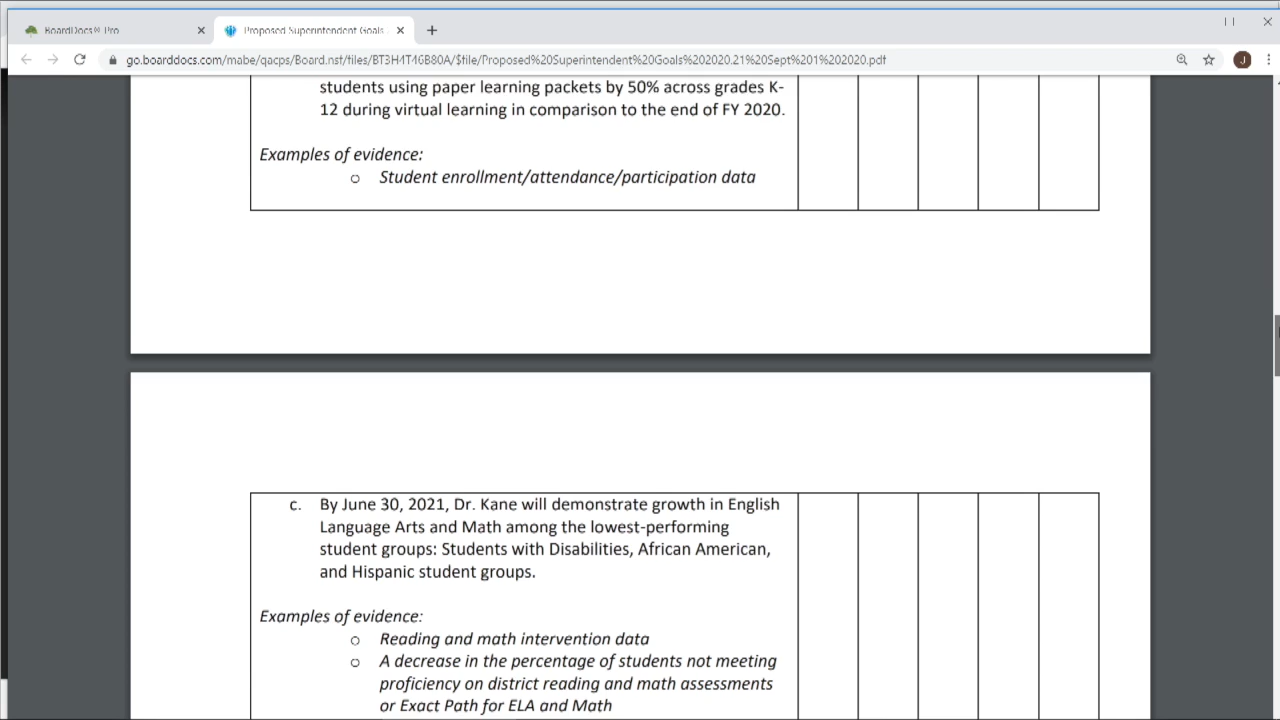 BoardDocs® Pro
Proposed Superintendent Goals
go.boarddocs.com/mabe/qacps/Board.nsf/files/BT3H4T46B80A/$file/Proposed%20Superintendent%20Goals%202020.21%20Sept%201%202020.pdf
J
students using paper learning packets by 50% across grades K-
12 during virtual learning in comparison to the end of FY 2020.
Examples of evidence:
o Student enrollment/attendance/participation data
c. By June 30, 2021, Dr. Kane will demonstrate growth in English
Language Arts and Math among the lowest-performing
student groups: Students with Disabilities, African American,
and Hispanic student groups.
Examples of evidence:
o Reading and math intervention data
o A decrease in the percentage of students not meeting
proficiency on district reading and math assessments
or Exact Path for ELA and Math